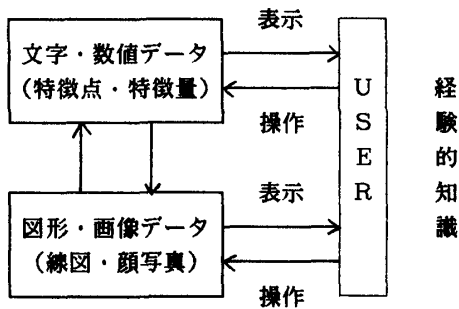 表示
文字・数値データ
(特徴点・特徴量)
操作
表示
図形・画像データ
(線図・顔写真)
操作
USER
経験的知識